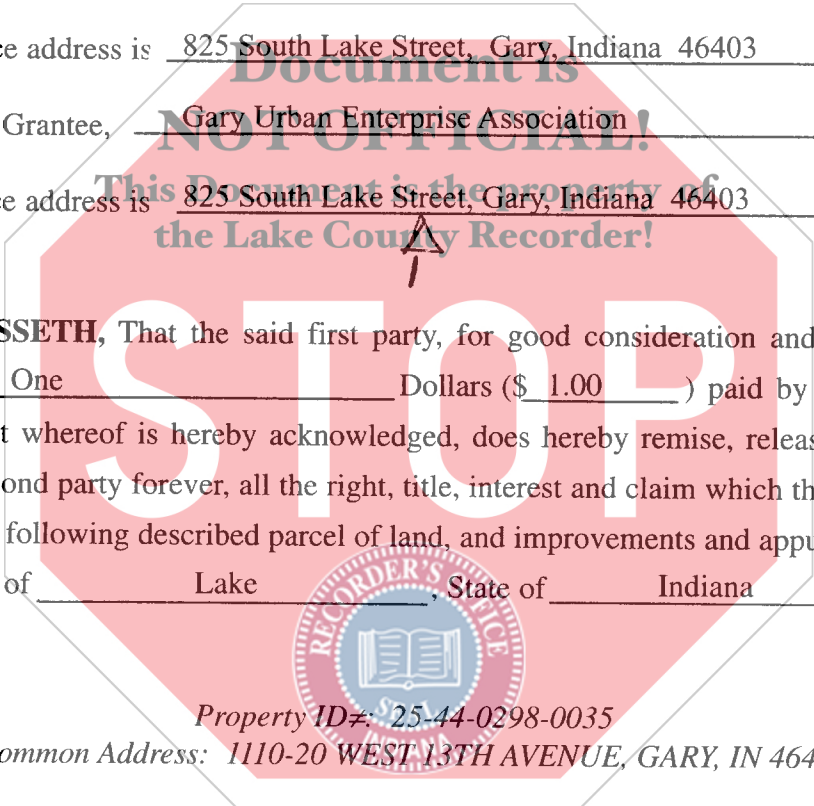 ce address is 825 South Lake Street, Gary, Indiana 46403
Document is
Grantee, Gary Urban Enterprise Association
NOT OFFICIAL!
This Document is the property of
ce address is 825 South Lake Street, Gary, Indiana 46403
the Lake County Recorder!
SSETH, That the said first party, for good consideration and
One Dollars ($ 1.00 ) paid by
t whereof is hereby acknowledged, does hereby remise, releas
ond party forever, all the right, title, interest and claim which th
following described parcel of land, and improvements and appu
of Lake , State of Indiana
STOP
RECORDER'S OFFICE
SEAL
INDIANA
Property ID≠: 25-44-0298-0035
ommon Address: 1110-20 WEST 13TH AVENUE, GARY, IN 464